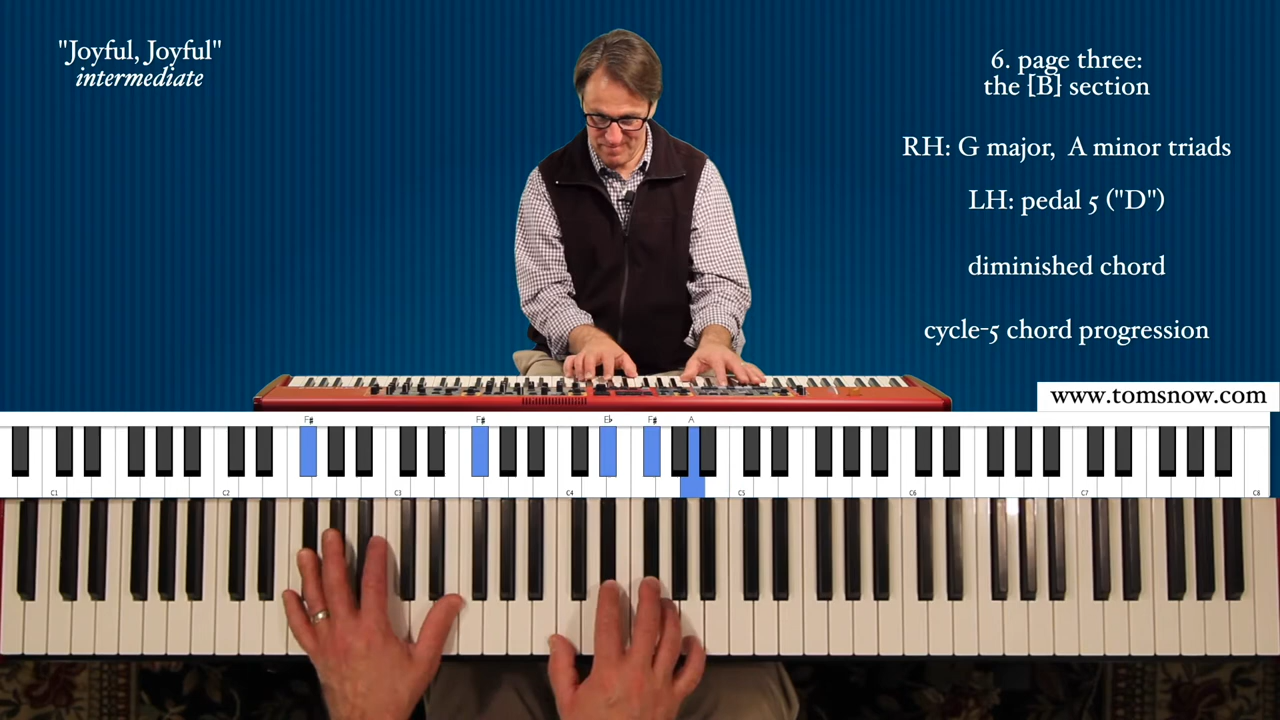 "Joyful, Joyful"
intermediate
6. page three:
the [B] section
RH: G major, A minor triads
LH: pedal 5 ("D")
diminished chord
cycle-5 chord progression
www.tomsnow.com
F# F# E♭ F# A
C1 C2 C3 C4 C5 C6 C7 C8